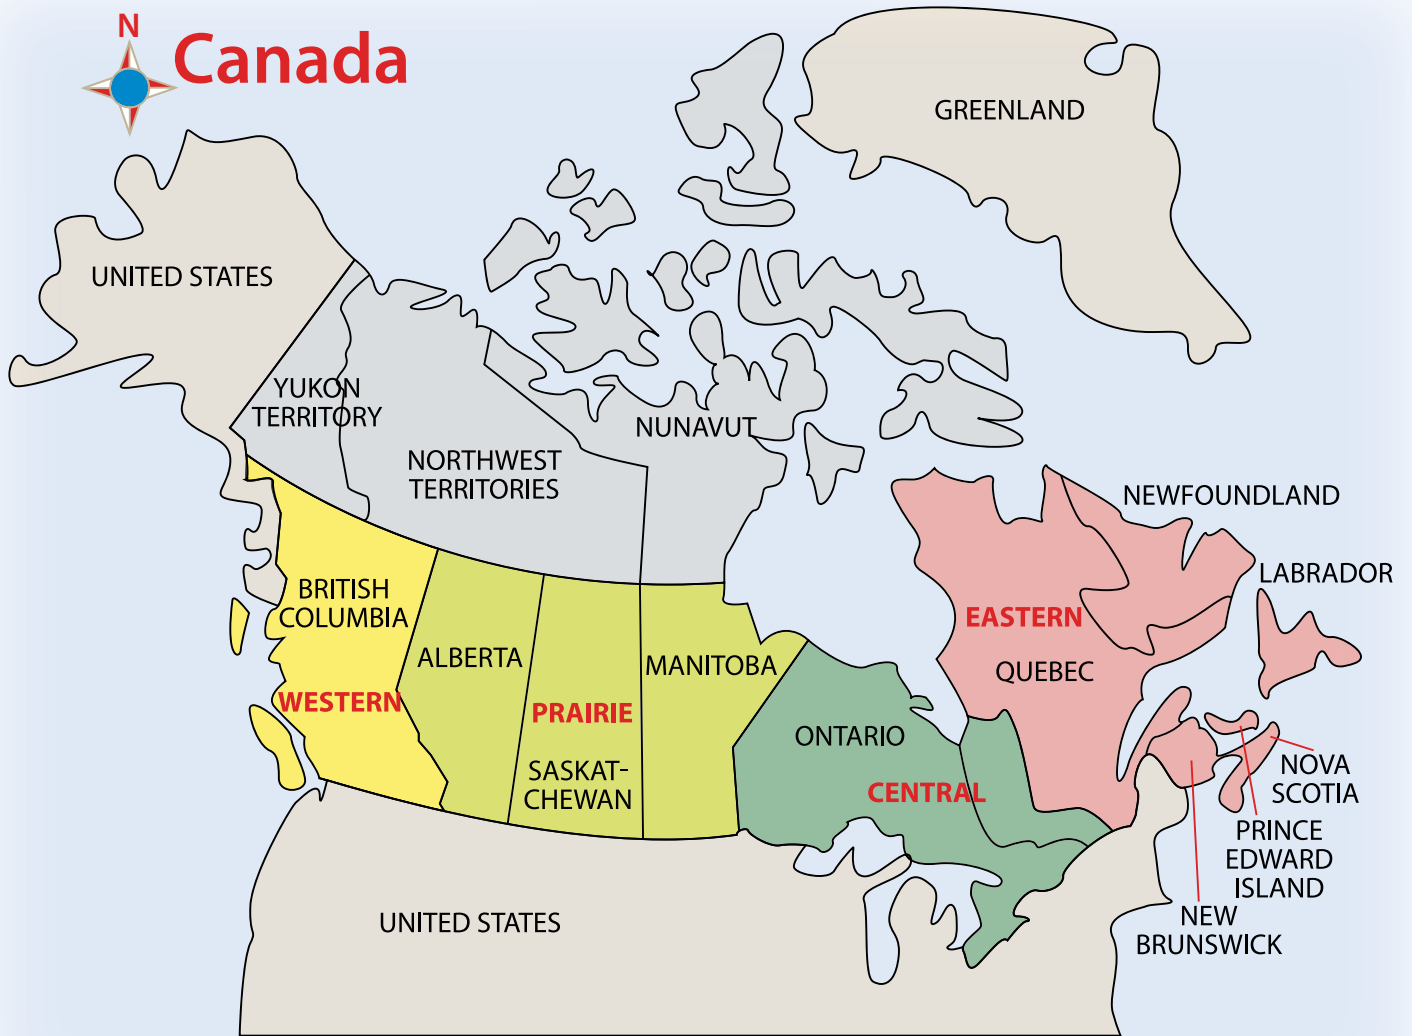 N
Canada
GREENLAND
UNITED STATES
YUKON
TERRITORY
NUNAVUT
NORTHWEST
TERRITORIES
NEWFOUNDLAND
LABRADOR
BRITISH
COLUMBIA
EASTERN
ALBERTA
MANITOBA
QUEBEC
WESTERN
PRAIRIE
ONTARIO
SASKAT-
CHEWAN
CENTRAL
NOVA
SCOTIA
PRINCE
EDWARD
ISLAND
NEW
BRUNSWICK
UNITED STATES